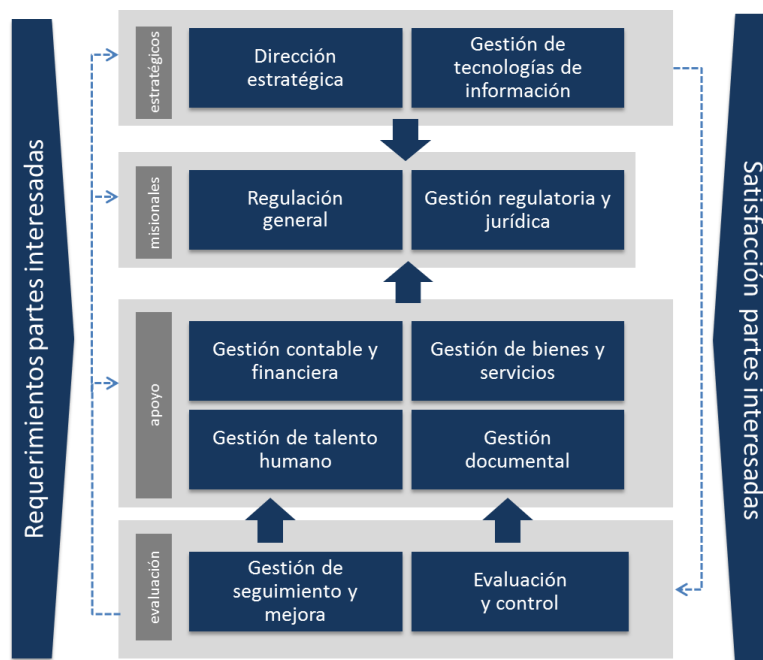 Requerimientos partes interesadas
estratégicos
Dirección
estratégica
Gestión de
tecnologías de
información
misionales
Regulación
general
Gestión regulatoria y
jurídica
apoyo
Gestión contable y
financiera
Gestión de bienes y
servicios
Gestión de talento
humano
Gestión
documental
evaluación
Gestión de
seguimiento y
mejora
Evaluación
y control
Satisfacción partes interesadas